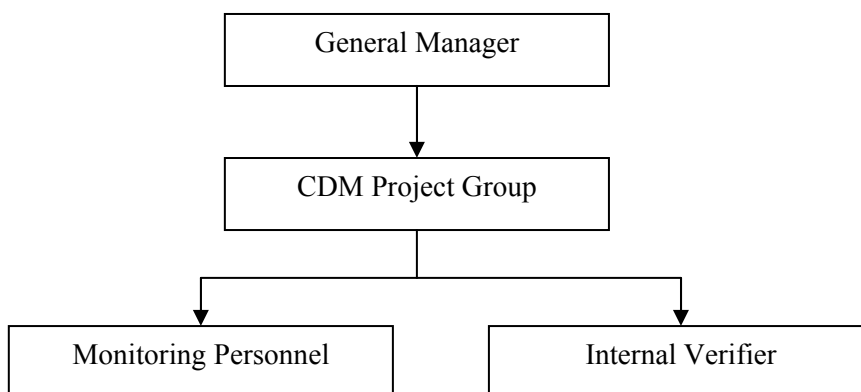 General Manager
CDM Project Group
Monitoring Personnel
Internal Verifier